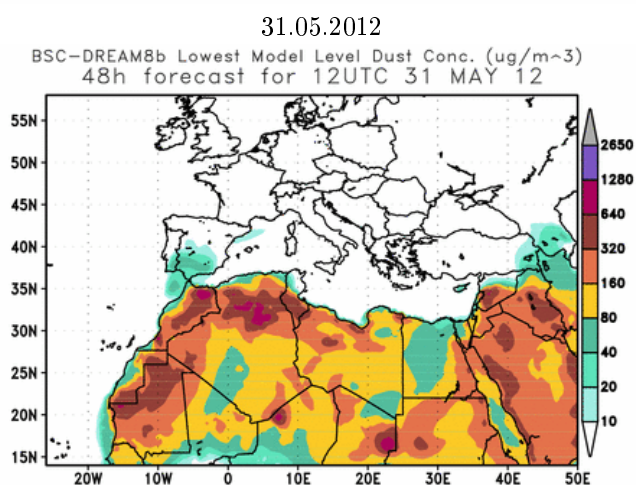 31.05.2012
BSC-DREAM8b Lowest Model Level Dust Conc. (ug/m^3)
48h forecast for 12UTC 31 MAY 12
55N
50N
45N
40N
35N
30N
25N
20N
15N
20W
10W
0
10E
20E
30E
40E
50E
2650
1280
640
320
160
80
40
20
10